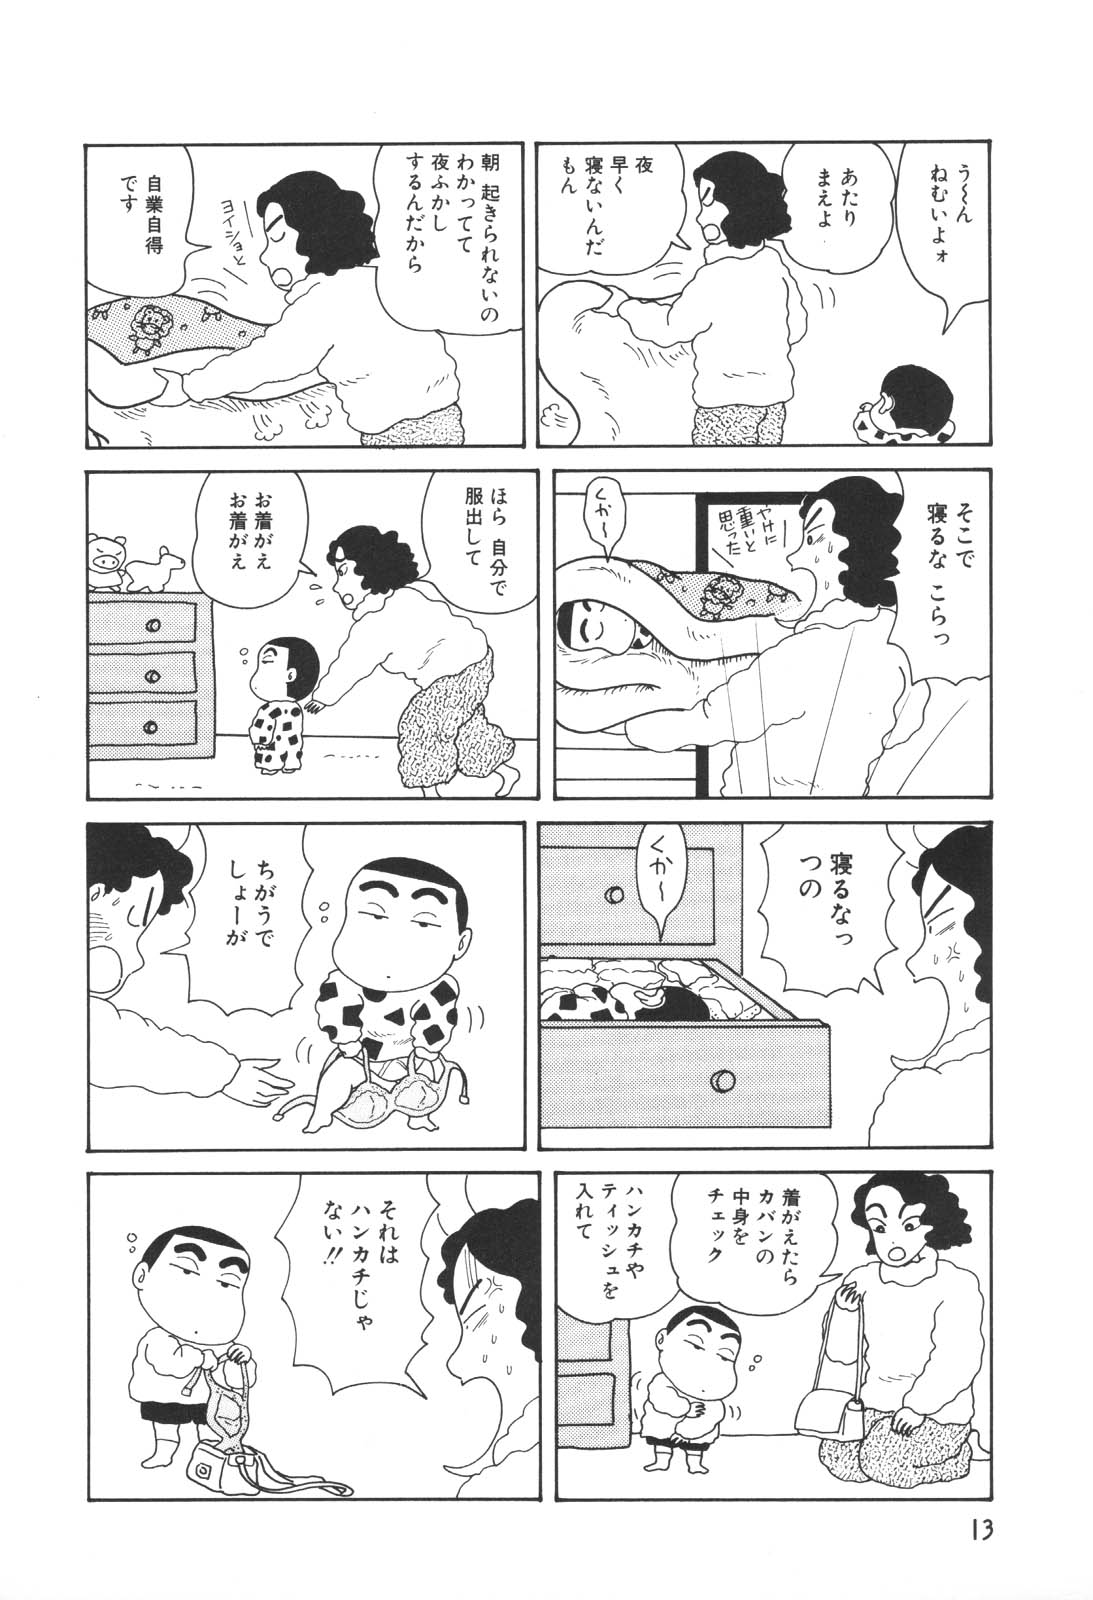 う〜ん
ねむいよォ
あたり
まえよ
夜
早く
寝ないんだ
もん
朝 起きられないの
わかってて
夜ふかし
するんだから
ヨイショと
自業自得
です
そこで
寝るな こらっ
やけに
重いと
思った
くか〜
ほら 自分で
服出して
お着がえ
お着がえ
寝るなっ
つの
くか〜
ちがうで
しょーが
着がえたら
カバンの
中身を
チェック
ハンカチや
ティッシュを
入れて
それは
ハンカチじゃ
ない!!
13